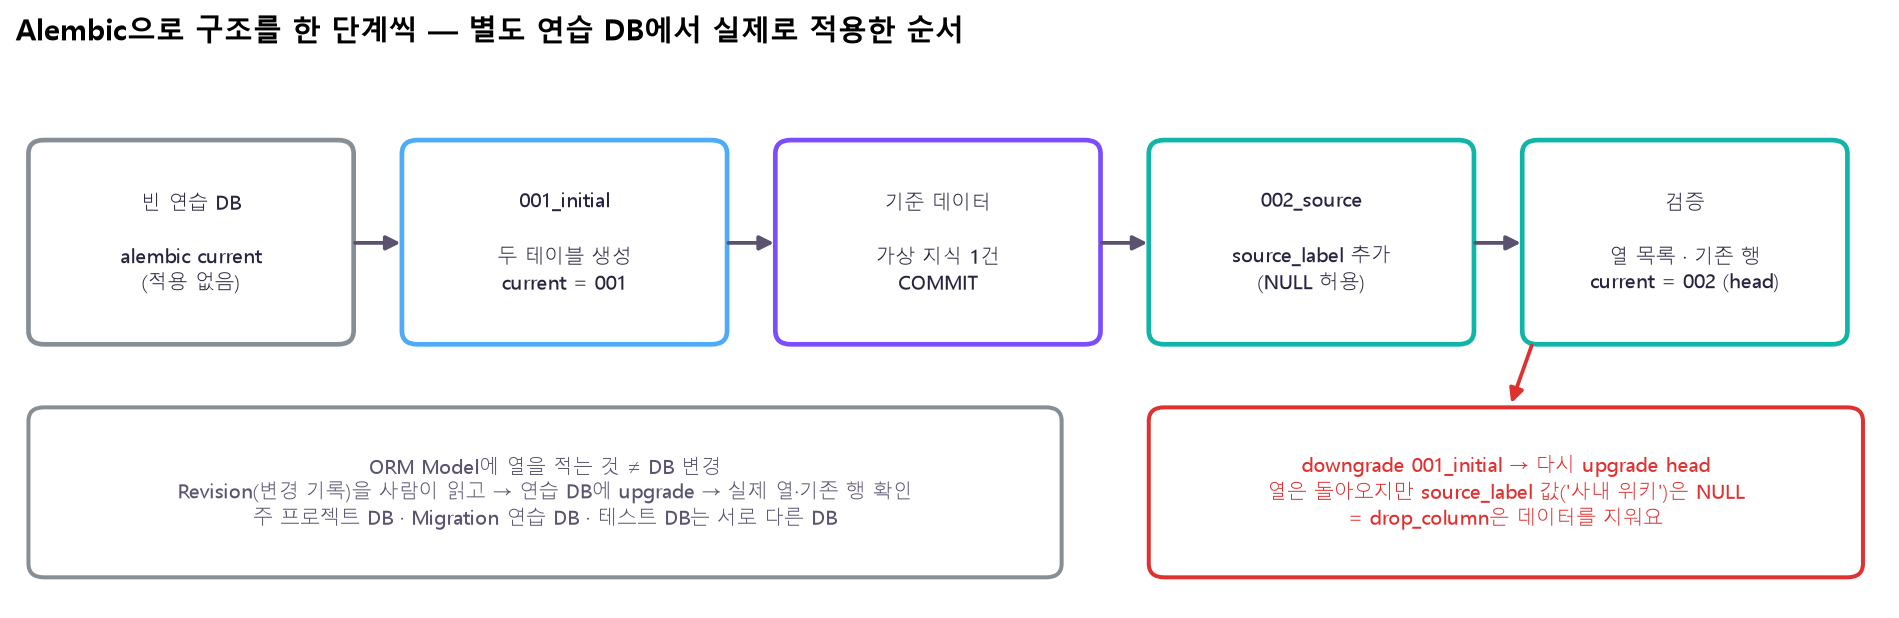 Alembic으로 구조를 한 단계씩 — 별도 연습 DB에서 실제로 적용한 순서
빈 연습 DB
alembic current
(적용 없음)
001_initial
두 테이블 생성
current = 001
기준 데이터
가상 지식 1건
COMMIT
002_source
source_label 추가
(NULL 허용)
검증
열 목록 · 기존 행
current = 002 (head)
ORM Model에 열을 적는 것 ≠ DB 변경
Revision(변경 기록)을 사람이 읽고 → 연습 DB에 upgrade → 실제 열·기존 행 확인
주 프로젝트 DB · Migration 연습 DB · 테스트 DB는 서로 다른 DB
downgrade 001_initial → 다시 upgrade head
열은 돌아오지만 source_label 값('사내 위키')은 NULL
= drop_column은 데이터를 지워요